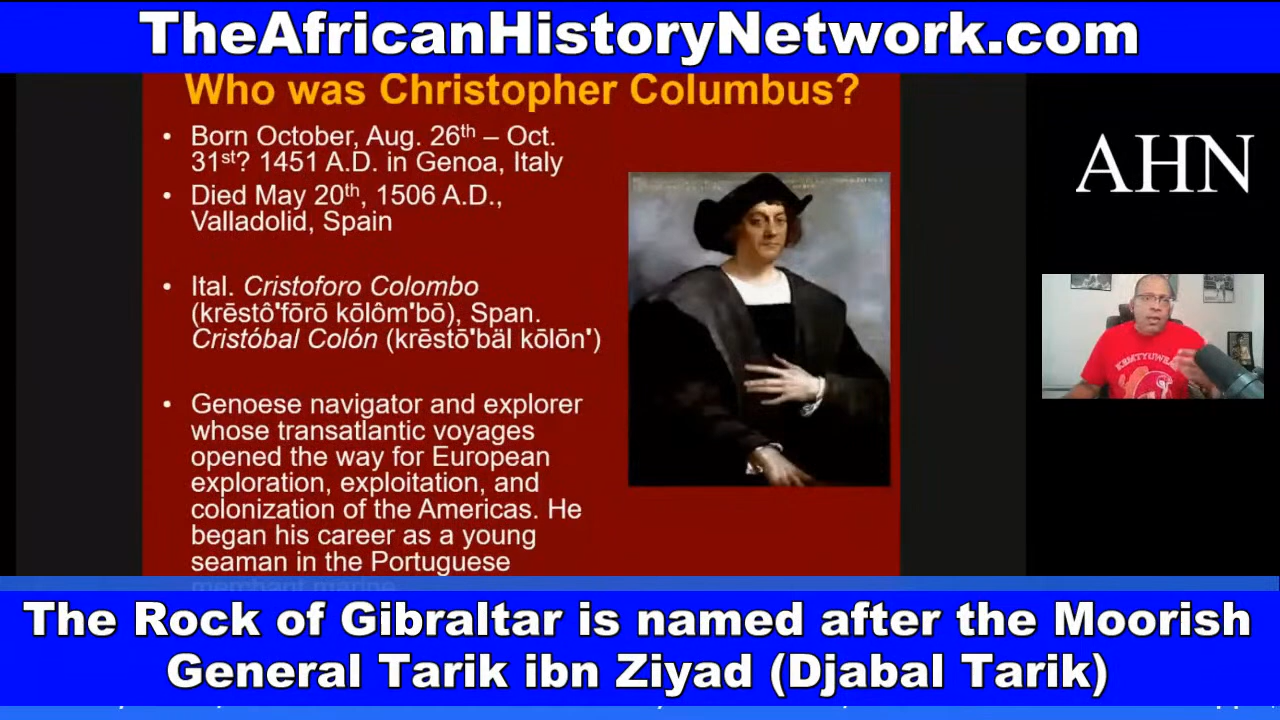 TheAfricanHistoryNetwork.com
Who was Christopher Columbus?
• Born October, Aug. 26th – Oct.
31st? 1451 A.D. in Genoa, Italy
• Died May 20th, 1506 A.D.,
Valladolid, Spain
• Ital. Cristoforo Colombo
(krēstô'fōrō kōlôm'bō), Span.
Cristóbal Colón (krēstō'bäl kōlōn')
• Genoese navigator and explorer
whose transatlantic voyages
opened the way for European
exploration, exploitation, and
colonization of the Americas. He
began his career as a young
seaman in the Portuguese
merchant marine
AHN
The Rock of Gibraltar is named after the Moorish
General Tarik ibn Ziyad (Djabal Tarik)